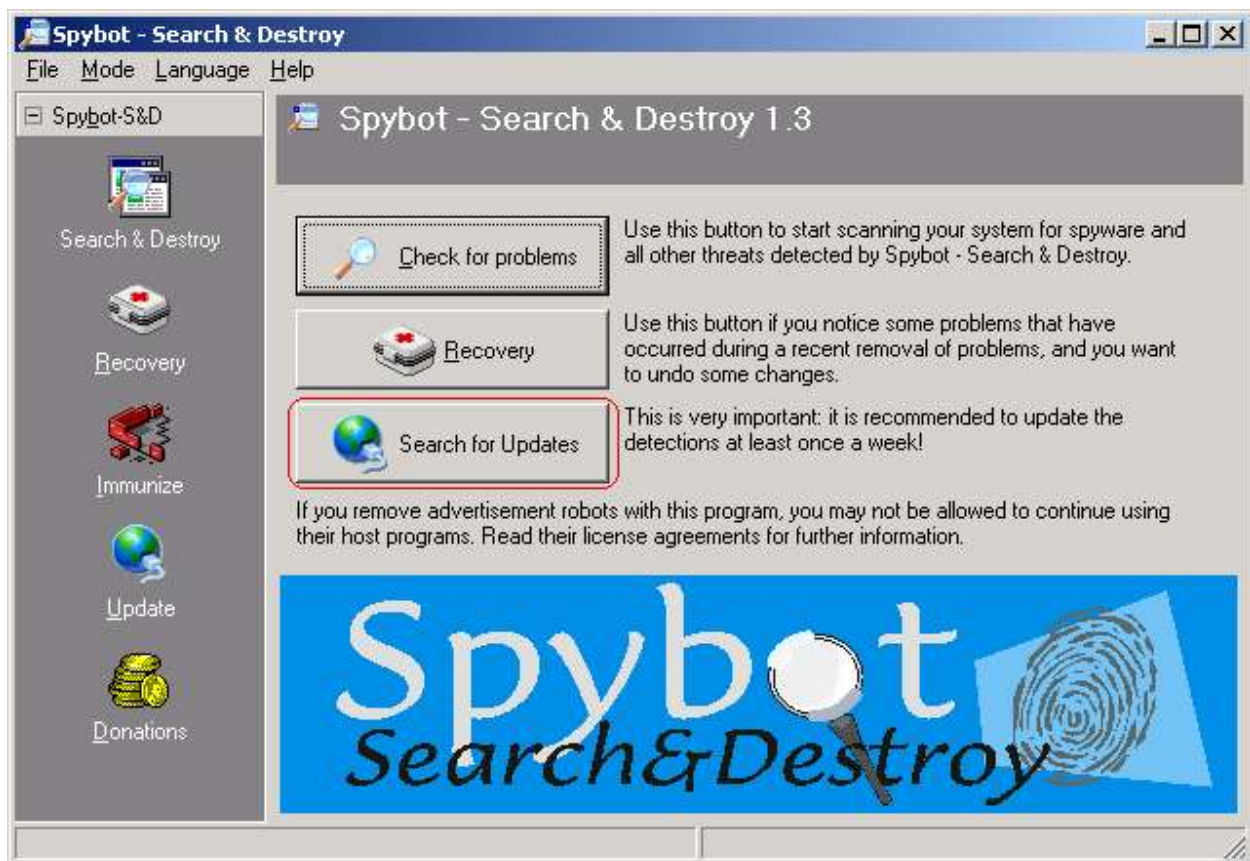 Spybot - Search & Destroy
File Mode Language Help
Spybot-S&D
Search & Destroy
Recovery
Immunize
Update
Donations
Spybot - Search & Destroy 1.3
Check for problems
Use this button to start scanning your system for spyware and
all other threats detected by Spybot - Search & Destroy.
Recovery
Use this button if you notice some problems that have
occurred during a recent removal of problems, and you want
to undo some changes.
Search for Updates
This is very important: it is recommended to update the
detections at least once a week!
If you remove advertisement robots with this program, you may not be allowed to continue using
their host programs. Read their license agreements for further information.
Spybot
Search&Destroy